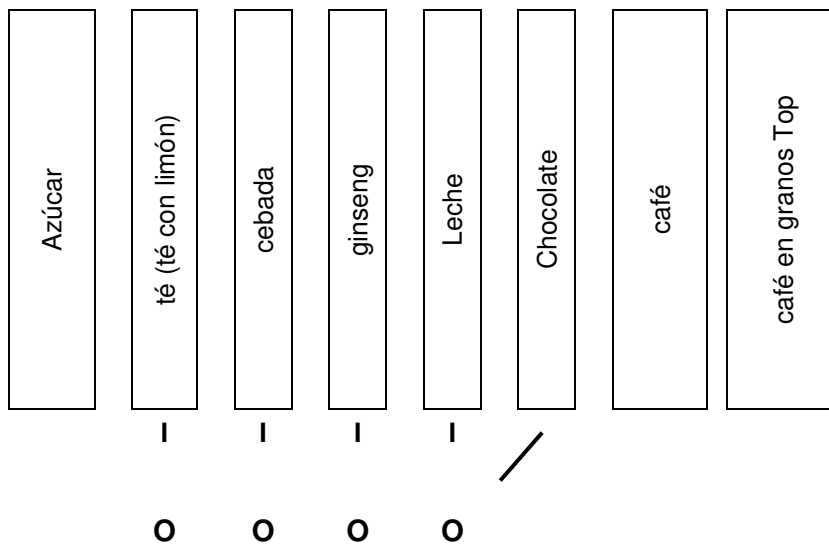 Azúcar
té (té con limón)
cebada
ginseng
Leche
Chocolate
café
café en granos Top
I I I I
O O O O